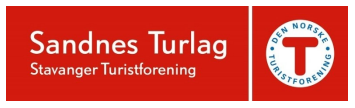 Sandnes Turlag
Stavanger Turistforening
DEN NORSKE
TURISTFORENING
T